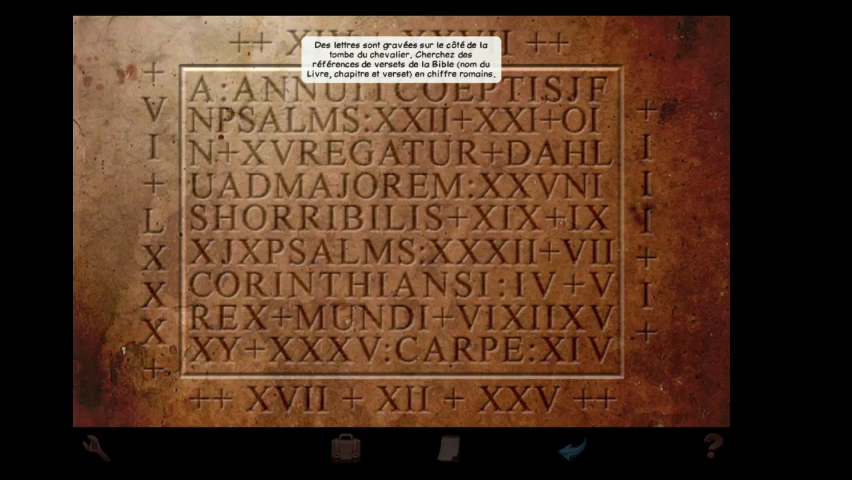 ++ XIV
VII ++
Des lettres sont gravées sur le côté de la
tombe du chevalier. Cherchez des
références de versets de la Bible (nom du
Livre, chapitre et verset) en chiffre romains.
A:ANNUIT COEPTISJF
NPSALMS:XXII+XXI+OI
N+XVREGATUR+DAHL
UADMAJOREM:XXVNI
SHORRIBILIS+XIX+IX
XJXPSALMS:XXXII+VII
CORINTHIANSI:IV+V
REX+MUNDI+VIXIIXV
XY+XXXV:CARPE:XIV
+
V
I
+
L
X
X
X
+
+
I
I
I
+
I
+
++ XVII + XII + XXV ++
?